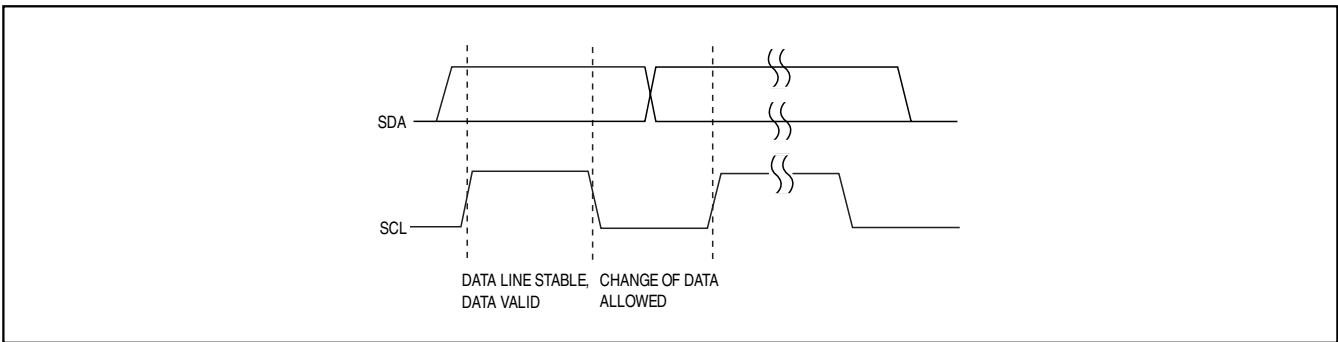 SDA
SCL
DATA LINE STABLE,
DATA VALID
CHANGE OF DATA
ALLOWED